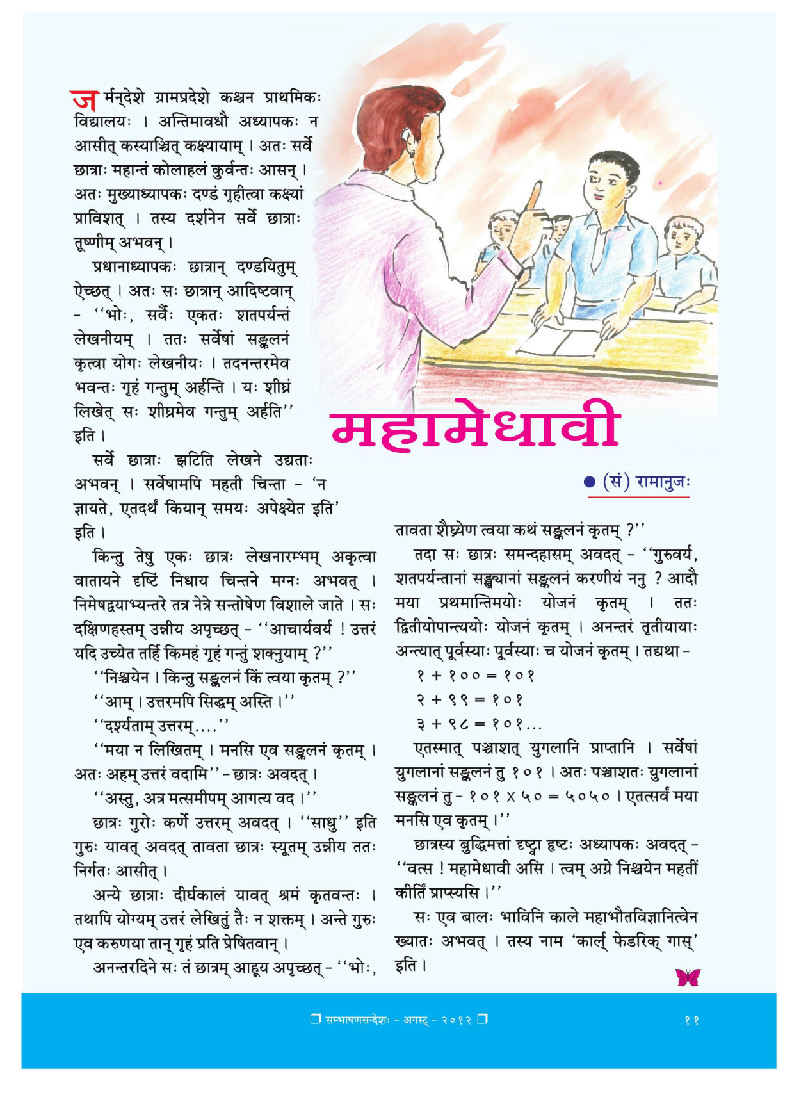 जर्मन्‌देशे ग्रामप्रदेशे कश्चन प्राथमिकः
विद्यालयः । अन्तिमावधौ अध्यापकः न
आसीत् कस्याञ्चित् कक्ष्यायाम् । अतः सर्वे
छात्राः महान्तं कोलाहलं कुर्वन्तः आसन् ।
अतः मुख्याध्यापकः दण्डं गृहीत्वा कक्ष्यां
प्राविशत् । तस्य दर्शनेन सर्वे छात्राः
तूष्णीम् अभवन् ।
प्रधानाध्यापकः छात्रान् दण्डयितुम्
ऐच्छत् । अतः सः छात्रान् आदिष्टवान्
- ‘‘भोः, सर्वैः एकतः शतपर्यन्तं
लेखनीयम् । ततः सर्वेषां सङ्कलनं
कृत्वा योगः लेखनीयः । तदनन्तरमेव
भवन्तः गृहं गन्तुम् अर्हन्ति । यः शीघ्रं
लिखेत् सः शीघ्रमेव गन्तुम् अर्हति’’
इति ।
सर्वे छात्राः झटिति लेखने उद्यताः
अभवन् । सर्वेषामपि महती चिन्ता - ‘न
ज्ञायते, एतदर्थं कियान् समयः अपेक्ष्येत इति’
इति ।
किन्तु तेषु एकः छात्रः लेखनारम्भम् अकृत्वा
वातायने दृष्टिं निधाय चिन्तने मग्नः अभवत् ।
निमेषद्वयाभ्यन्तरे तत्र नेत्रे सन्तोषेण विशाले जाते । सः
दक्षिणहस्तम् उन्नीय अपृच्छत् - ‘‘आचार्यवर्य ! उत्तरं
यदि उच्येत तर्हि किमहं गृहं गन्तुं शक्नुयाम् ?’’
‘‘निश्चयेन । किन्तु सङ्कलनं किं त्वया कृतम् ?’’
‘‘आम् । उत्तरमपि सिद्धम् अस्ति ।’’
‘‘दर्श्यताम् उत्तरम्....’’
‘‘मया न लिखितम् । मनसि एव सङ्कलनं कृतम् ।
अतः अहम् उत्तरं वदामि’’ - छात्रः अवदत् ।
‘‘अस्तु, अत्र मत्समीपम् आगत्य वद ।’’
छात्रः गुरोः कर्णे उत्तरम् अवदत् । ‘‘साधु’’ इति
गुरुः यावत् अवदत् तावता छात्रः स्यूतम् उन्नीय ततः
निर्गतः आसीत् ।
अन्ये छात्राः दीर्घकालं यावत् श्रमं कृतवन्तः ।
तथापि योग्यम् उत्तरं लेखितुं तैः न शक्तम् । अन्ते गुरुः
एव करुणया तान् गृहं प्रति प्रेषितवान् ।
अनन्तरदिने सः तं छात्रम् आहूय अपृच्छत् - ‘‘भोः,
महामेधावी
● (सं) रामानुजः
तावता शैघ्र्येण त्वया कथं सङ्कलनं कृतम् ?’’
तदा सः छात्रः समन्दहासम् अवदत् - ‘‘गुरुवर्य,
शतपर्यन्तानां सङ्ख्यानां सङ्कलनं करणीयं ननु ? आदौ
मया प्रथमान्तिमयोः योजनं कृतम् । ततः
द्वितीयोपान्त्ययोः योजनं कृतम् । अनन्तरं तृतीयायाः
अन्त्यात् पूर्वस्याः पूर्वस्याः च योजनं कृतम् । तद्यथा -
१ + १०० = १०१
२ + ९९ = १०१
३ + ९८ = १०१...
एतस्मात् पञ्चाशत् युगलानि प्राप्तानि । सर्वेषां
युगलानां सङ्कलनं तु १०१ । अतः पञ्चाशतः युगलानां
सङ्कलनं तु - १०१ X ५० = ५०५० । एतत्सर्वं मया
मनसि एव कृतम् ।’’
छात्रस्य बुद्धिमत्तां दृष्ट्वा हृष्टः अध्यापकः अवदत् -
‘‘वत्स ! महामेधावी असि । त्वम् अग्रे निश्चयेन महतीं
कीर्तिं प्राप्स्यसि ।’’
सः एव बालः भाविनि काले महाभौतविज्ञानित्वेन
ख्यातः अभवत् । तस्य नाम ‘कार्ल् फेडरिक् गास्’
इति ।
❐ सम्भाषणसन्देशः - अगस्ट् - २०१२ ❐
११